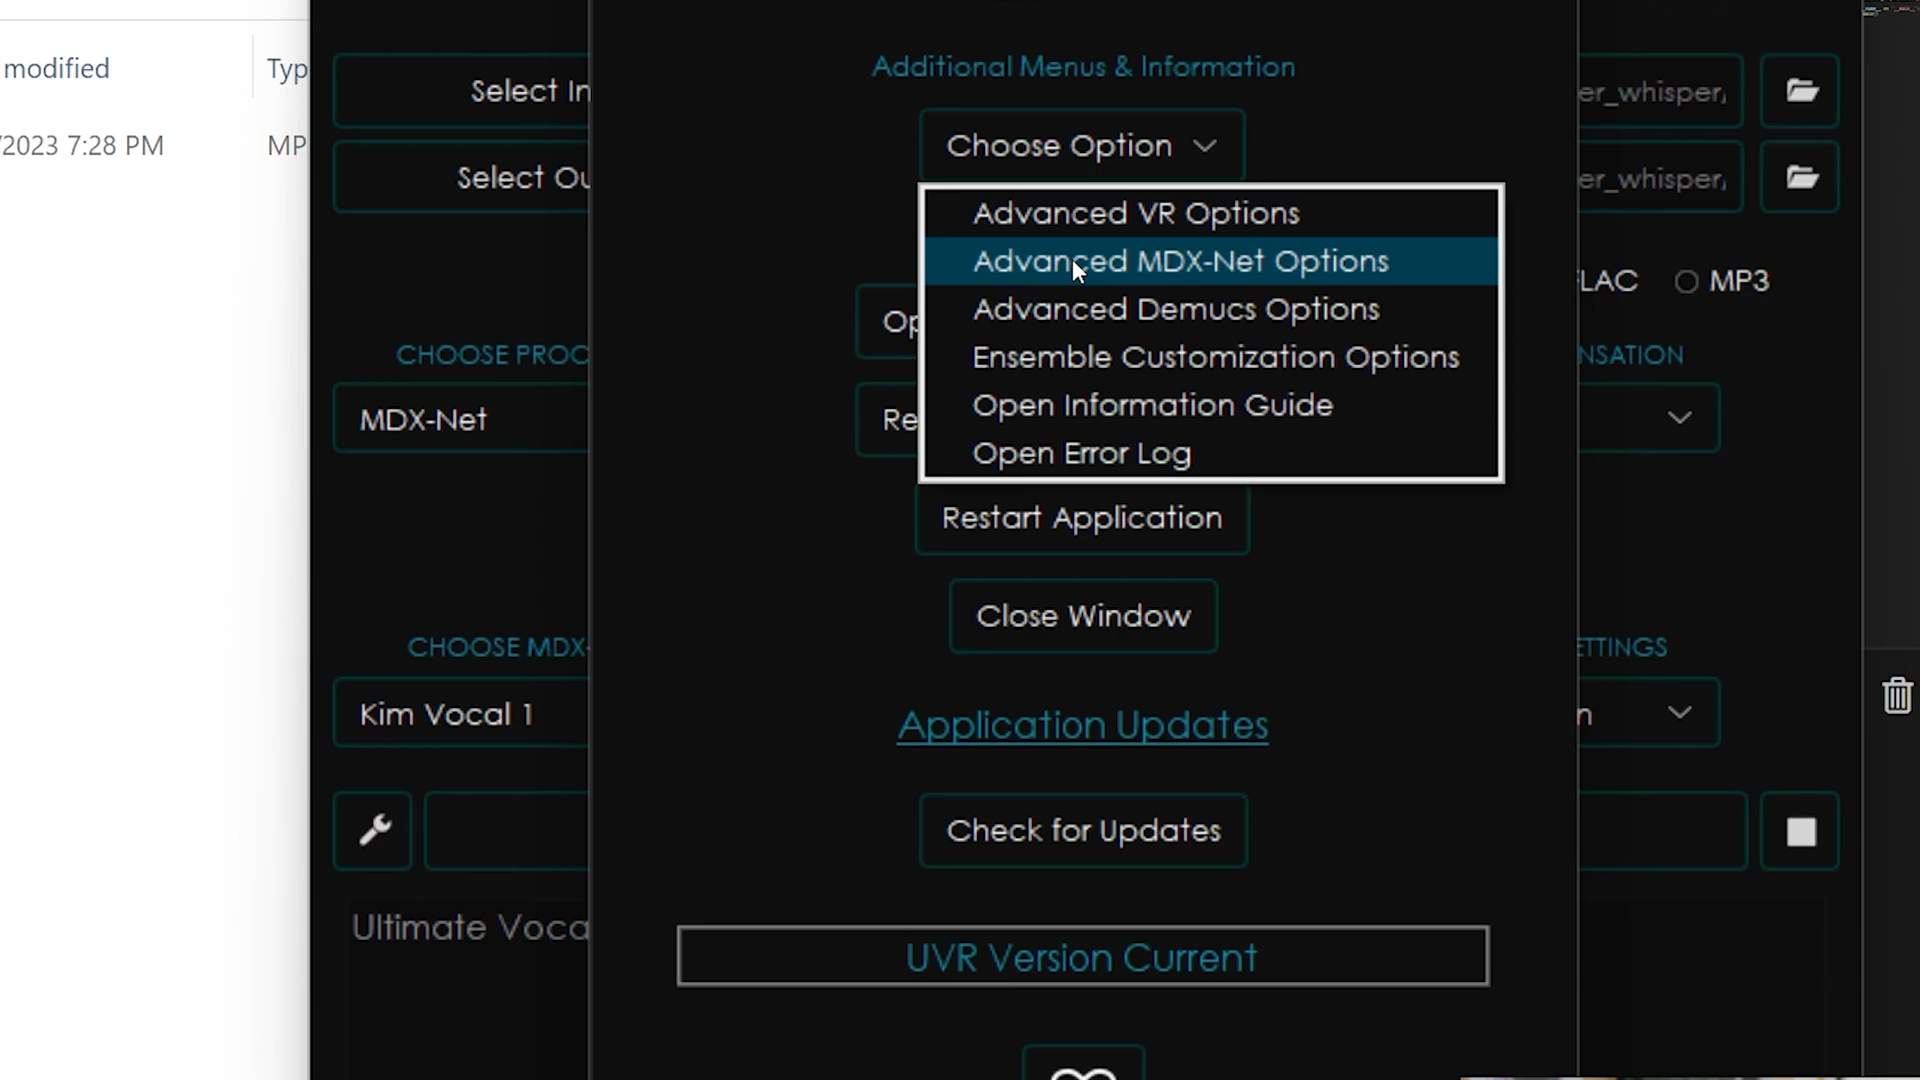 modified
Typ
/2023 7:28 PM
MP
Select In
Select Ou
CHOOSE PROC
MDX-Net
CHOOSE MDX-
Kim Vocal 1
Ultimate Voca
Additional Menus & Information
Choose Option
Advanced VR Options
Advanced MDX-Net Options
Advanced Demucs Options
Ensemble Customization Options
Open Information Guide
Open Error Log
Op
Re
Restart Application
Close Window
Application Updates
Check for Updates
UVR Version Current
er_whisper/
er_whisper/
FLAC
MP3
NSATION
ETTINGS
n